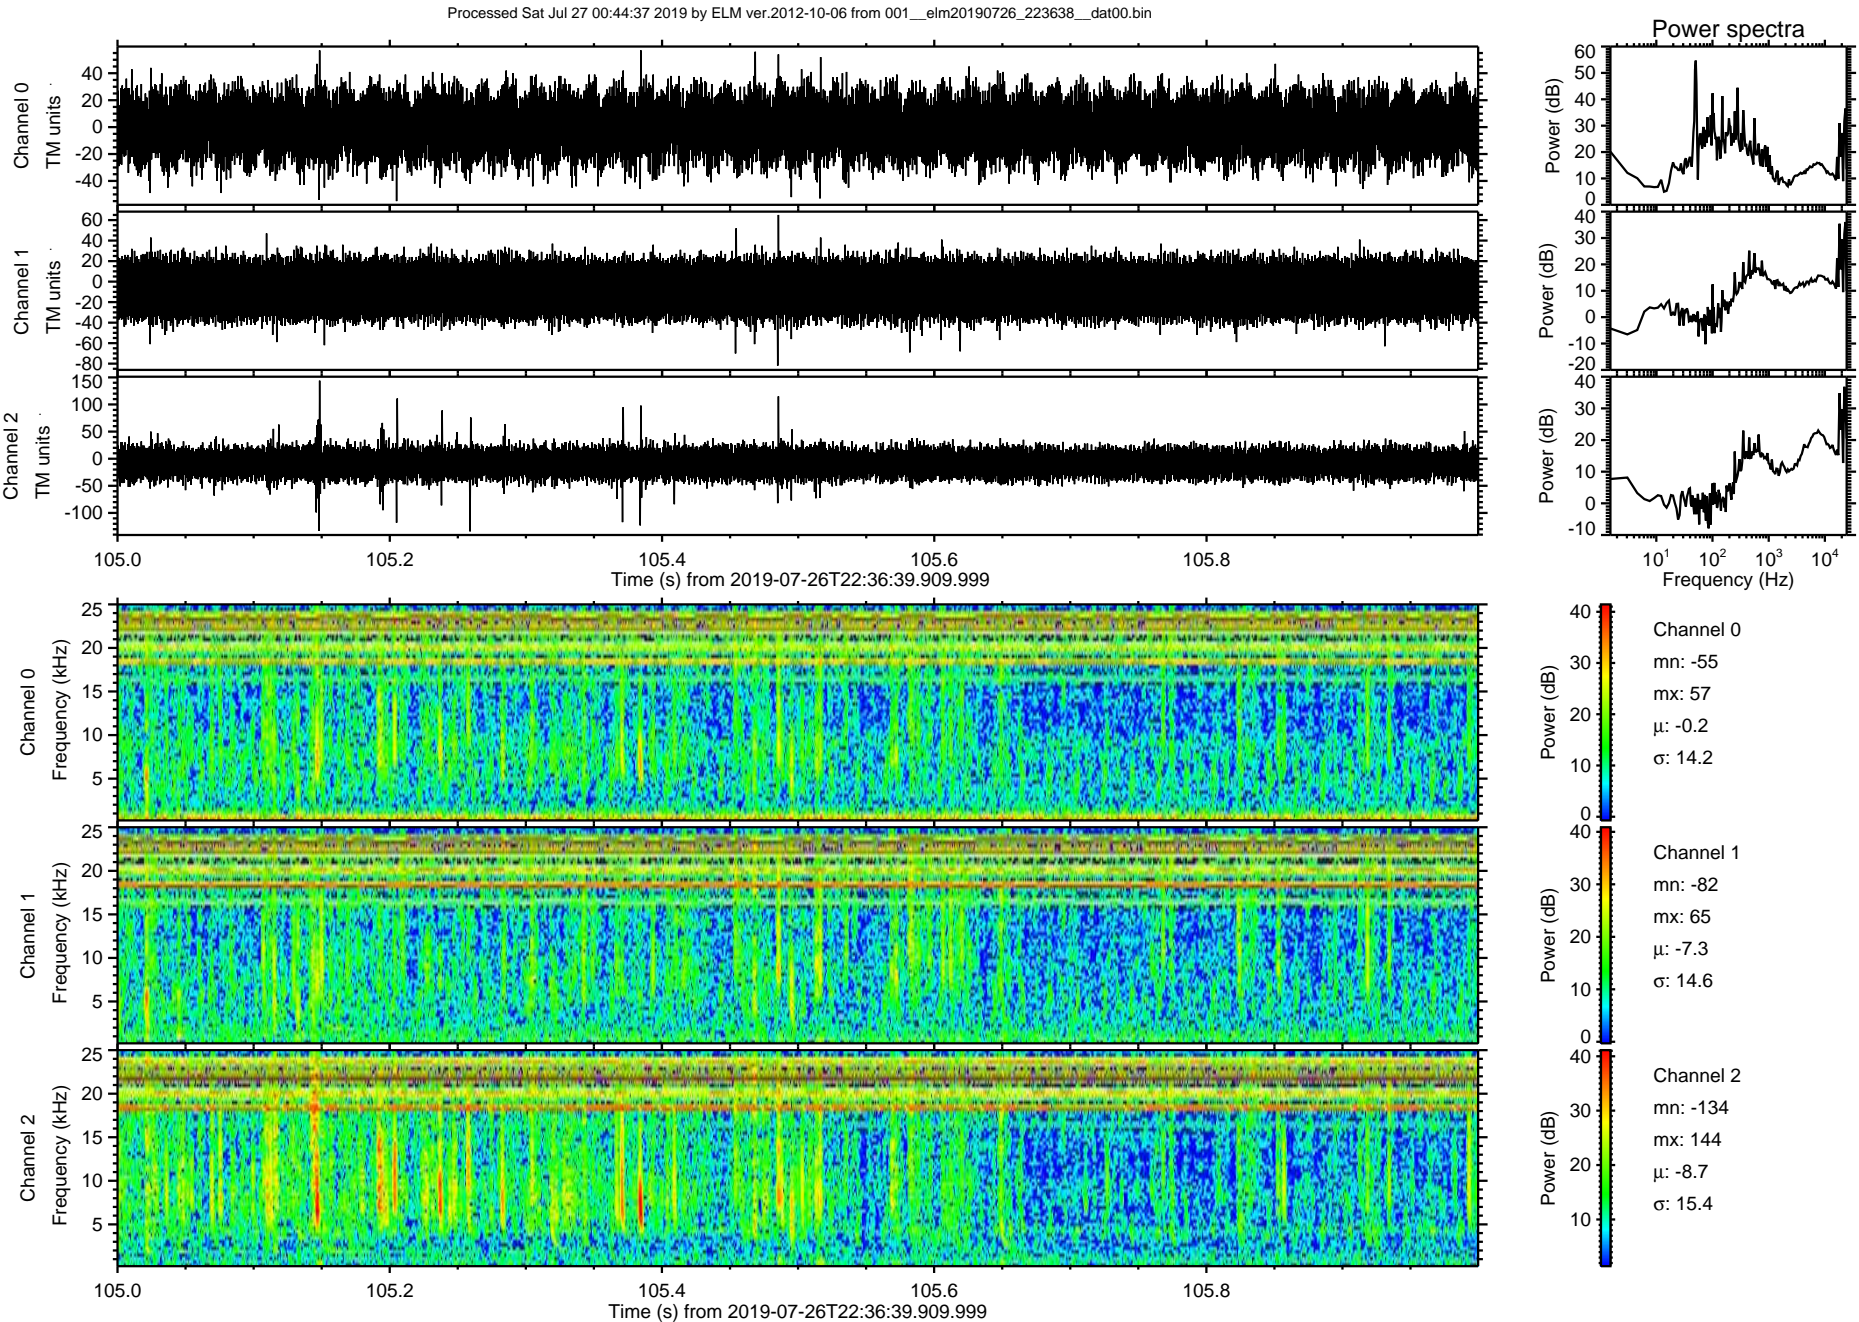 Processed Sat Jul 27 00:44:37 2019 by ELM ver.2012-10-06 from 001__elm20190726_223638__dat00.bin
Power spectra
Channel 0
TM units
40
20
0
-20
-40
Power (dB)
60
50
40
30
20
10
0
Channel 1
TM units
60
40
20
0
-20
-40
-60
-80
Power (dB)
40
30
20
10
0
-10
-20
Channel 2
TM units
150
100
50
0
-50
-100
Power (dB)
40
30
20
10
0
-10
105.0 105.2 105.4 105.6 105.8
Time (s) from 2019-07-26T22:36:39.909.999
10¹ 10² 10³ 10⁴
Frequency (Hz)
Channel 0
Frequency (kHz)
25
20
15
10
5
Power (dB)
40
30
20
10
0
Channel 0
mn: -55
mx: 57
μ: -0.2
σ: 14.2
Channel 1
Frequency (kHz)
25
20
15
10
5
Power (dB)
40
30
20
10
0
Channel 1
mn: -82
mx: 65
μ: -7.3
σ: 14.6
Channel 2
Frequency (kHz)
25
20
15
10
5
Power (dB)
40
30
20
10
Channel 2
mn: -134
mx: 144
μ: -8.7
σ: 15.4
105.0 105.2 105.4 105.6 105.8
Time (s) from 2019-07-26T22:36:39.909.999